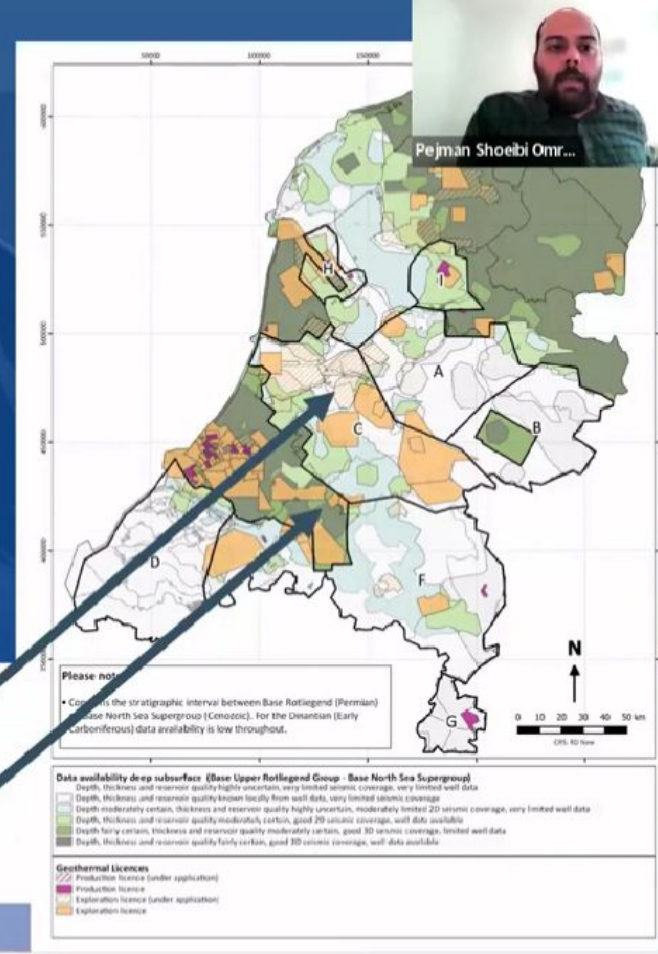 Pejman Shoeibi Omr...
50000 100000 150000
H
I
A
B
C
D
F
G
N
0 10 20 30 40 50 km
CRS: RD New
Please not
the stratigraphic interval between Base Rotliegend (Permian)
Base North Sea Supergroup (Cenozoic). For the Dinantian (Early
Carboniferous) data availability is low throughout.
Data availability deep subsurface (Base Upper Rotliegend Group - Base North Sea Supergroup)
Depth, thickness and reservoir quality highly uncertain, very limited seismic coverage, very limited well data
Depth, thickness and reservoir quality known locally from well data, very limited seismic coverage
Depth moderately certain, thickness and reservoir quality highly uncertain, moderately limited 2D seismic coverage, very limited well data
Depth, thickness and reservoir quality moderately certain, good 2D seismic coverage, well data available
Depth fairly certain, thickness and reservoir quality moderately certain, good 3D seismic coverage, limited well data
Depth, thickness and reservoir quality fairly certain, good 3D seismic coverage, well data available
Geothermal Licences
Production licence (under application)
Production licence
Exploration licence (under application)
Exploration licence